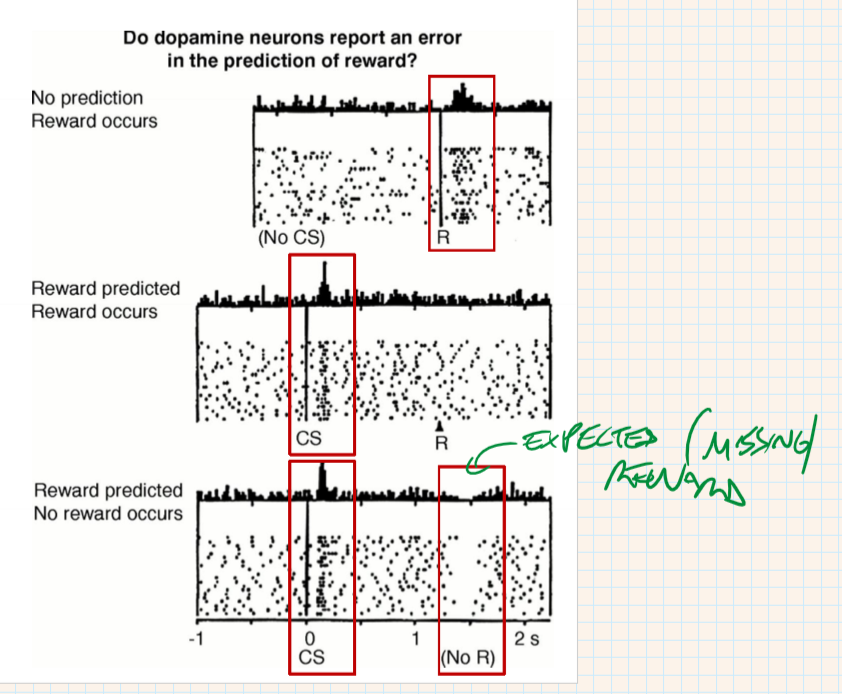 Do dopamine neurons report an error
in the prediction of reward?
No prediction
Reward occurs
(No CS)
R
Reward predicted
Reward occurs
CS
R
EXPECTED (MISSING)
REWARD
Reward predicted
No reward occurs
-1
0
1
2 s
CS
(No R)